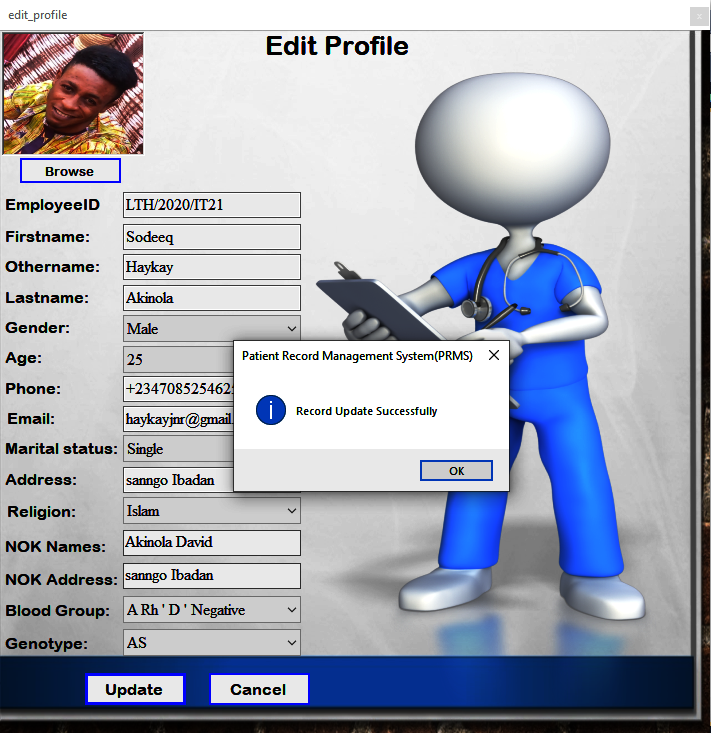 edit_profile
x
Edit Profile
Browse
EmployeeID LTH/2020/IT21
Firstname: Sodeeq
Othername: Haykay
Lastname: Akinola
Gender: Male
Age: 25
Phone: +23470852546
Email: haykayjnr@gmail.
Marital status: Single
Address: sanngo Ibadan
Religion: Islam
NOK Names: Akinola David
NOK Address: sanngo Ibadan
Blood Group: A Rh ' D ' Negative
Genotype: AS
Patient Record Management System(PRMS)
Record Update Successfully
OK
Update Cancel